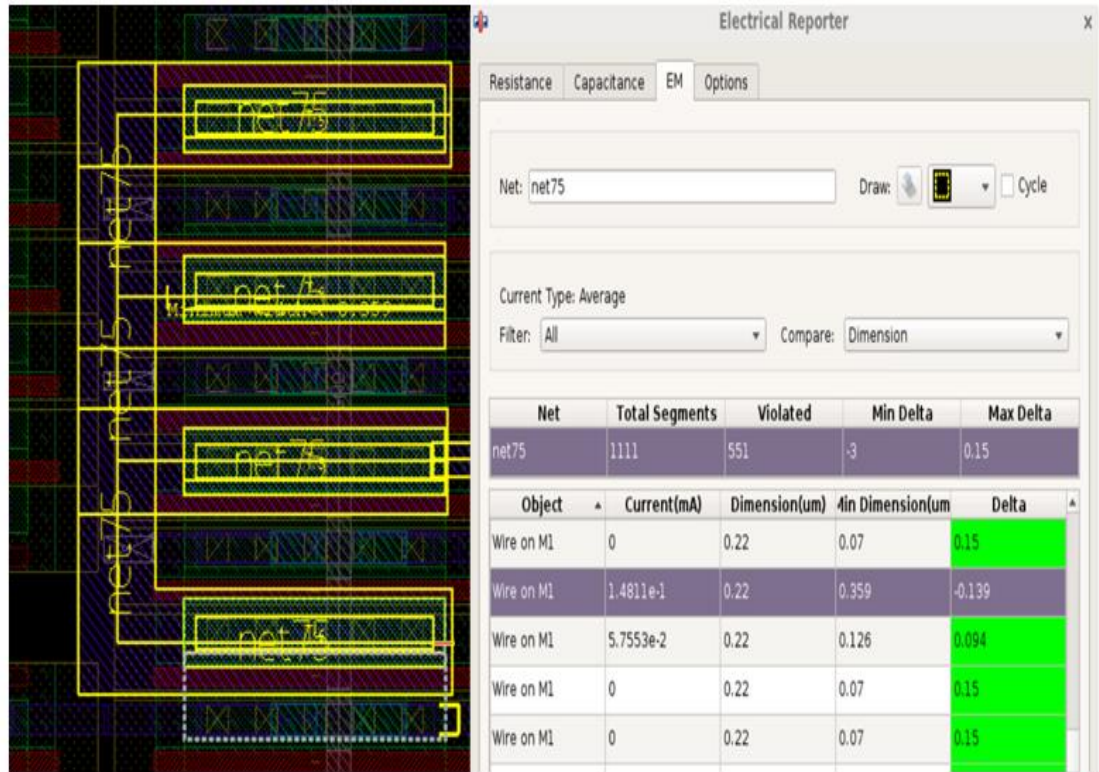 Electrical Reporter x
Resistance Capacitance EM Options
Net: net75 Draw: Cycle
Current Type: Average
Filter: All Compare: Dimension
Net Total Segments Violated Min Delta Max Delta
net75 1111 551 -3 0.15
Object Current(mA) Dimension(um) Min Dimension(um Delta
Wire on M1 0 0.22 0.07 0.15
Wire on M1 1.4811e-1 0.22 0.359 -0.139
Wire on M1 5.7553e-2 0.22 0.126 0.094
Wire on M1 0 0.22 0.07 0.15
Wire on M1 0 0.22 0.07 0.15
net75
net75
net75
net75
net75 net75 net75 net75